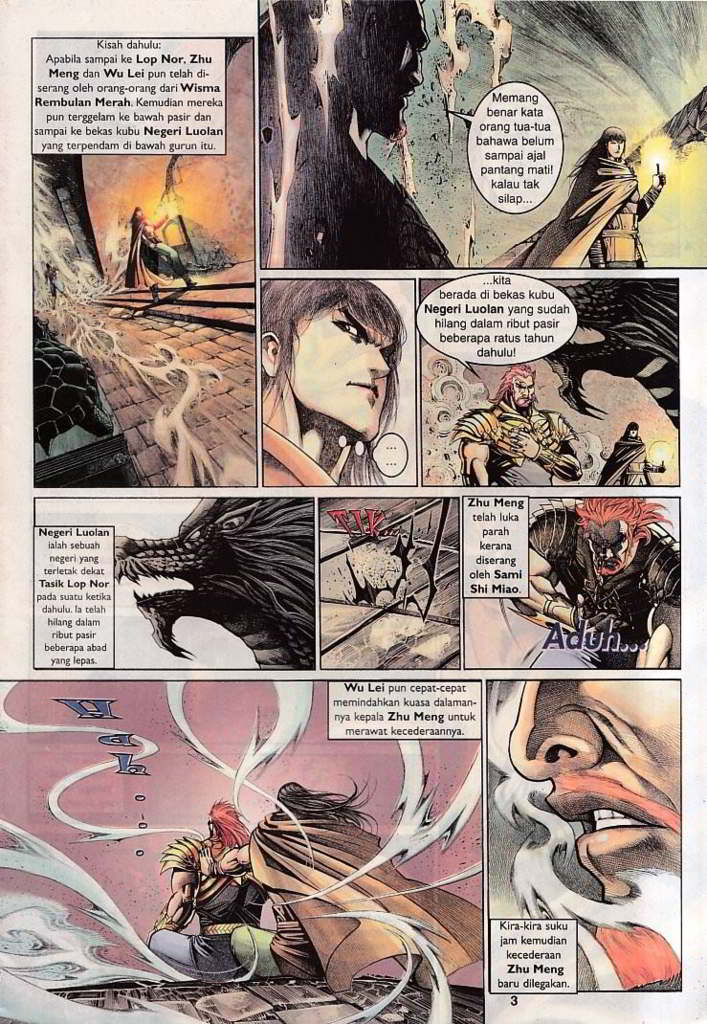 Kisah dahulu:
Apabila sampai ke Lop Nor, Zhu
Meng dan Wu Lei pun telah di-
serang oleh orang-orang dari Wisma
Rembulan Merah. Kemudian mereka
pun terggelam ke bawah pasir dan
sampai ke bekas kubu Negeri Luolan
yang terpendam di bawah gurun itu.
Memang
benar kata
orang tua-tua
bahawa belum
sampai ajal
pantang mati!
kalau tak
silap...
...kita
berada di bekas kubu
Negeri Luolan yang sudah
hilang dalam ribut pasir
beberapa ratus tahun
dahulu!
...
...
Negeri Luolan
ialah sebuah
negeri yang
terletak dekat
Tasik Lop Nor
pada suatu ketika
dahulu. Ia telah
hilang dalam
ribut pasir
beberapa abad
yang lepas.
TIK...
Zhu Meng
telah luka
parah
kerana
diserang
oleh Sami
Shi Miao.
Aduh...
Wu Lei pun cepat-cepat
memindahkan kuasa dalaman-
nya kepala Zhu Meng untuk
merawat kecederaannya.
Wah...
Kira-kira suku
jam kemudian
kecederaan
Zhu Meng
baru dilegakan.
3